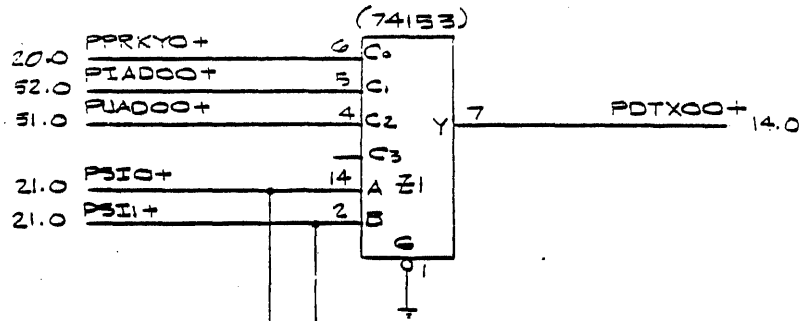 (74153)
20.0 PPRKY0+ 6 C0
52.0 PIAD00+ 5 C1
51.0 PUAD00+ 4 C2 Y 7 PDTX00+ 14.0
C3
21.0 PSI0+ 14 A Z1
21.0 PSI1+ 2 B
G
1